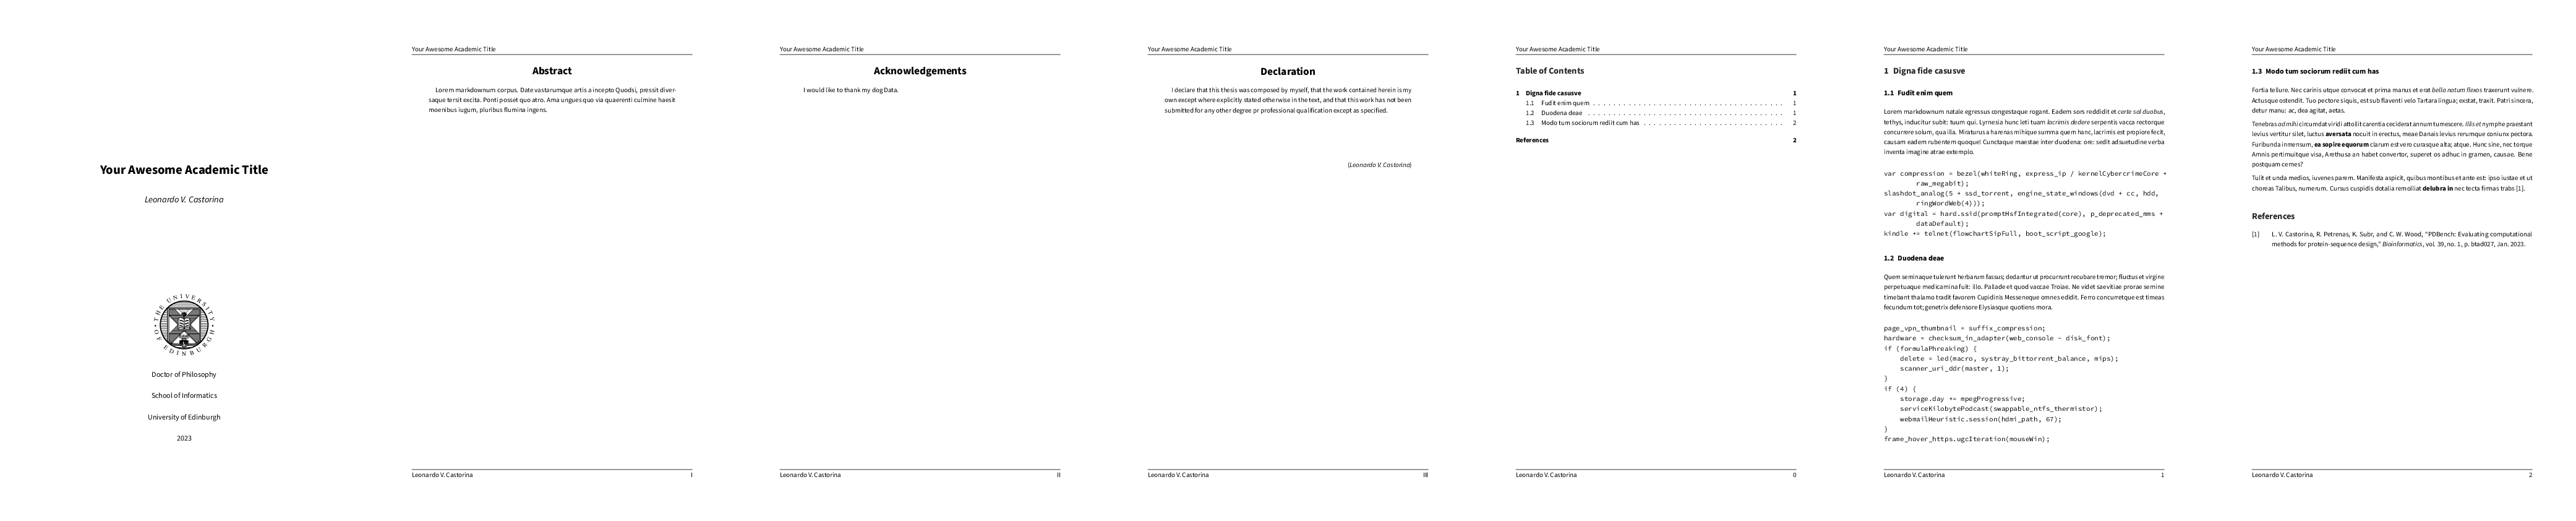 Your Awesome Academic Title
Leonardo V. Castorina
THE UNIVERSITY OF EDINBURGH
Doctor of Philosophy
School of Informatics
University of Edinburgh
2023
Your Awesome Academic Title
Abstract
Lorem markdownum corpus. Date vastarumque artis a incepto Quodsi, pressit diver-
saque tersit excita. Ponti posset quo atro. Ama ungues quo via quaerenti culmine haesit
moenibus iugum, pluribus flumina ingens.
Leonardo V. Castorina I
Your Awesome Academic Title
Acknowledgements
I would like to thank my dog Data.
Leonardo V. Castorina II
Your Awesome Academic Title
Declaration
I declare that this thesis was composed by myself, that the work contained herein is my
own except where explicitly stated otherwise in the text, and that this work has not been
submitted for any other degree pr professional qualification except as specified.
(Leonardo V. Castorina)
Leonardo V. Castorina III
Your Awesome Academic Title
Table of Contents
1 Digna fide casusve 1
1.1 Fudit enim quem . . . . . . . . . . . . . . . . . . . . . . . . . . . . . . . . . . . . . . 1
1.2 Duodena deae . . . . . . . . . . . . . . . . . . . . . . . . . . . . . . . . . . . . . . . . 1
1.3 Modo tum sociorum rediit cum has . . . . . . . . . . . . . . . . . . . . . . . . . . . . 2
References 2
Leonardo V. Castorina 0
Your Awesome Academic Title
1 Digna fide casusve
1.1 Fudit enim quem
Lorem markdownum natale egressus congestaque rogant. Eadem sors reddidit et certe sol duobus,
tethys, inducitur subit: tuum qui. Lynesia hunc leti tuam lacrimis dedere serpentis vacca rectorque
concurrere solum, qua illa. Miraturus a harenas mihique summa quem hanc, lacrimis est propiore fecit,
causam eadem rubentem quoque! Cunctaque maestae inter duodena: ore: sedit adsuetudine verba
inventa imagine atrae extemplo.
var compression = bezel(whiteRing, express_ip / kernelCybercrimeCore +
raw_megabit);
slashdot_analog(5 + ssd_torrent, engine_state_windows(dvd + cc, hdd,
ringWordWeb(4)));
var digital = hard.ssid(promptHsfIntegrated(core), p_deprecated_mms +
dataDefault);
kindle += telnet(flowchartSipFull, boot_script_google);
1.2 Duodena deae
Quem seminaque tulerunt herbarum fassus; dedantur ut procurrunt recubare tremor; fluctus et virgine
perpetuaque medicamina fuit: illo. Pallade et quod vaccae Troiae. Ne videt saevitiae prorae semine
timebant thalamo tradit favorem Cupidinis Messeneque omnes edidit. Ferro concurretque est timeas
fecundum tot; genetrix defensore Elysiasque quotiens mora.
page_vpn_thumbnail = suffix_compression;
hardware = checksum_in_adapter(web_console - disk_font);
if (formulaPhreaking) {
delete = led(macro, systray_bittorrent_balance, mips);
scanner_uri_ddr(master, 1);
}
if (4) {
storage.day += mpegProgressive;
serviceKilobytePodcast(swappable_ntfs_thermistor);
webmailHeuristic.session(hdmi_path, 67);
}
frame_hover_https.ugcIteration(mouseWin);
Leonardo V. Castorina 1
Your Awesome Academic Title
1.3 Modo tum sociorum rediit cum has
Fortia tellure. Nec carinis utque convocat et prima manus et erat bello natum flexos traxerunt vulnere.
Actusque ostendit. Tuo pectore siquis, est sub flaventi velo Tartara lingua; exstat, traxit. Patri sincera,
detur manu: ac, dea agitat, aetas.
Tenebras ad mihi circumdat viridi attollit carentia ceciderat annum tumescere. Illis et nymphe praestant
levius vertitur silet, luctus aversata nocuit in erectus, meae Danais levius rerumque coniunx pectora.
Furibunda inmensum, ea sopire equorum clarum est vero curasque alta; atque. Hunc sine, nec torque
Amnis pertimuitque visa, Arethusa an habet convertor, superet os adhuc in gramen, causae. Bene
postquam cernes?
Tulit et unda medios, iuvenes parem. Manifesta aspicit, quibus montibus et ante est: ipso iustae et ut
choreas Talibus, numerum. Cursus cuspidis dotalia remolliat delubra in nec tecta firmas trabs [1].
References
[1] L. V. Castorina, R. Petrenas, K. Subr, and C. W. Wood, “PDBench: Evaluating computational
methods for protein-sequence design,” Bioinformatics, vol. 39, no. 1, p. btad027, Jan. 2023.
Leonardo V. Castorina 2